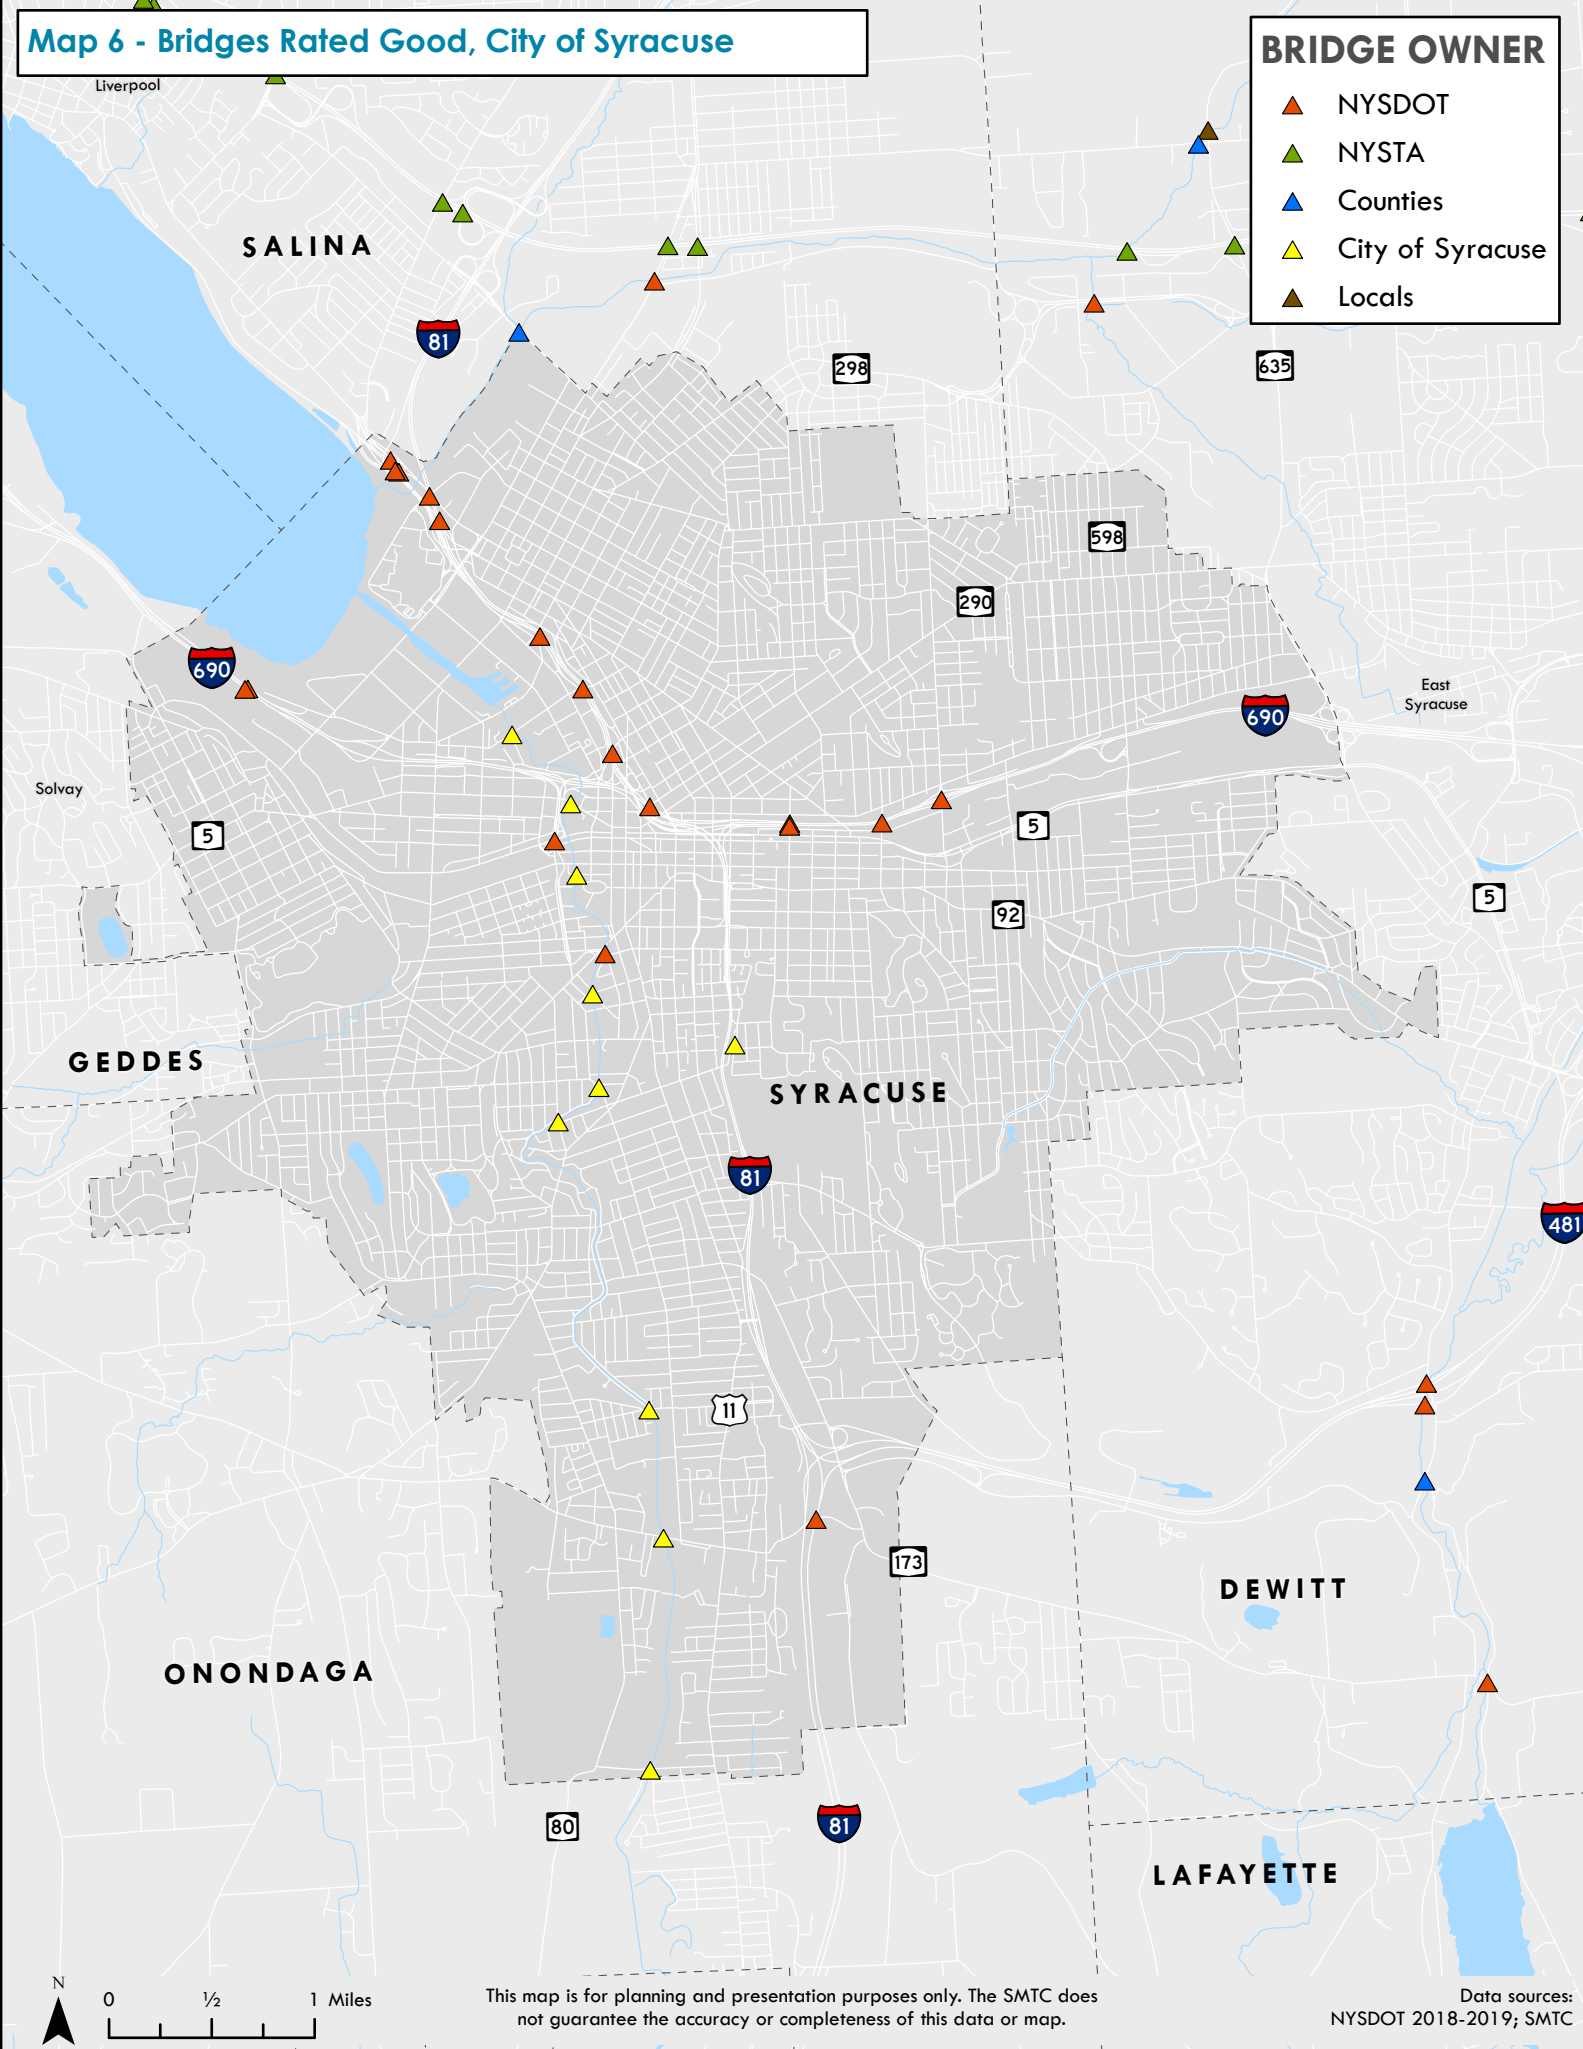 Map 6 - Bridges Rated Good, City of Syracuse
BRIDGE OWNER
NYSDOT
NYSTA
Counties
City of Syracuse
Locals
Liverpool
SALINA
81
298
635
598
290
690
690
East
Syracuse
Solvay
5
5
5
92
GEDDES
SYRACUSE
81
481
11
173
DEWITT
ONONDAGA
80
81
LAFAYETTE
N
0 ½ 1 Miles
This map is for planning and presentation purposes only. The SMTC does
not guarantee the accuracy or completeness of this data or map.
Data sources:
NYSDOT 2018-2019; SMTC